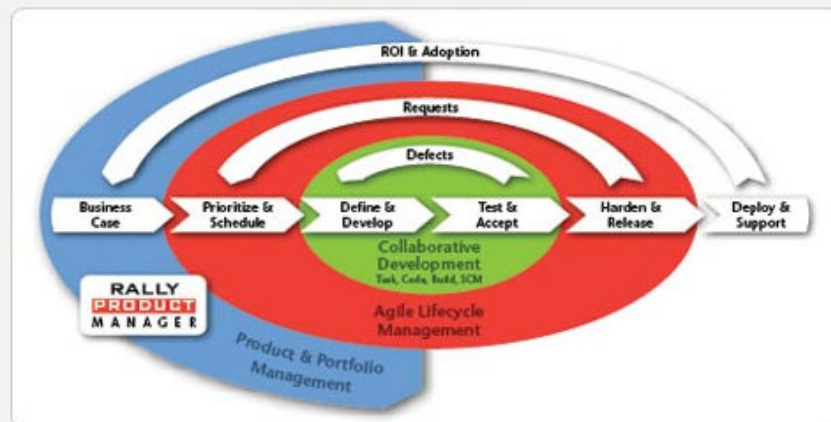 ROI & Adoption
Requests
Defects
Business
Case
Prioritize &
Schedule
Define &
Develop
Test &
Accept
Harden &
Release
Deploy &
Support
Collaborative
Development
Task, Code, Build, SCM
RALLY
PRODUCT
MANAGER
Agile Lifecycle
Management
Product & Portfolio
Management